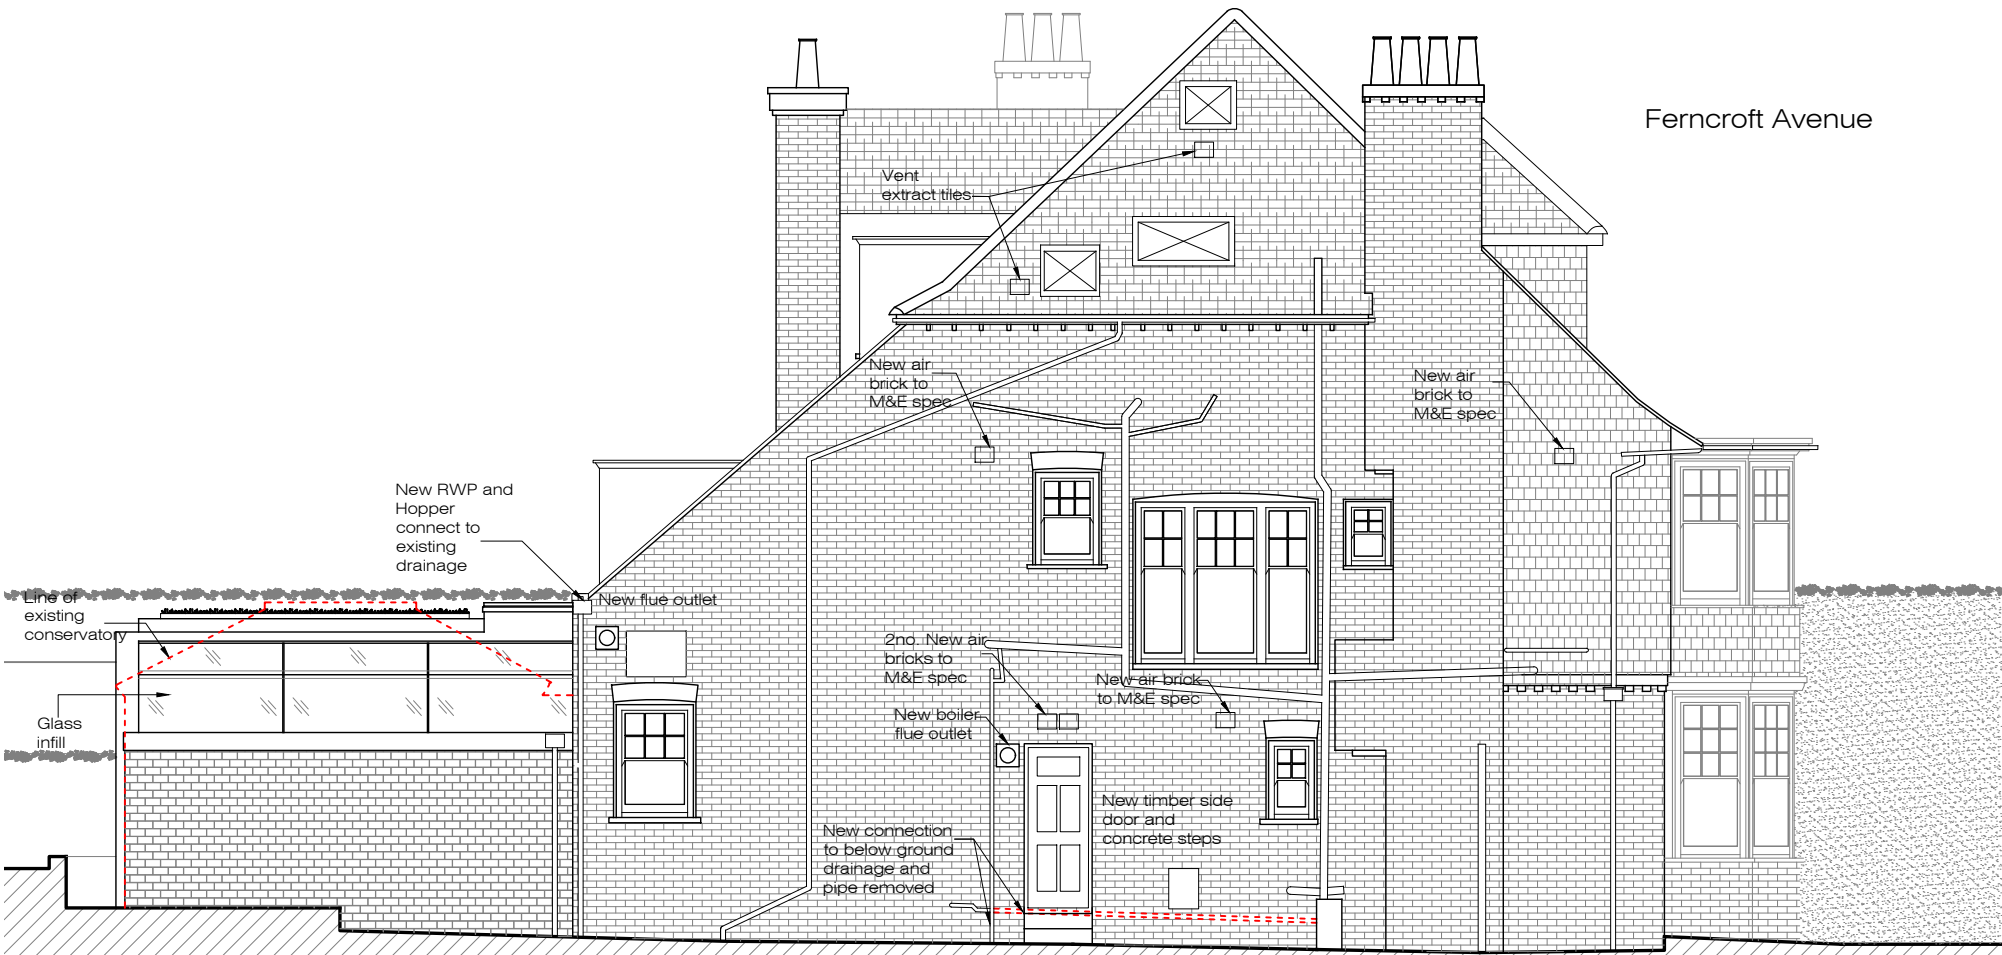 Ferncroft Avenue
Vent
extract tiles
New air
brick to
M&E spec
New air
brick to
M&E spec
New RWP and
Hopper
connect to
existing
drainage
Line of
existing
conservatory
New flue outlet
2no. New air
bricks to
M&E spec
New air brick
to M&E spec
Glass
infill
New boiler
flue outlet
New timber side
door and
concrete steps
New connection
to below ground
drainage and
pipe removed